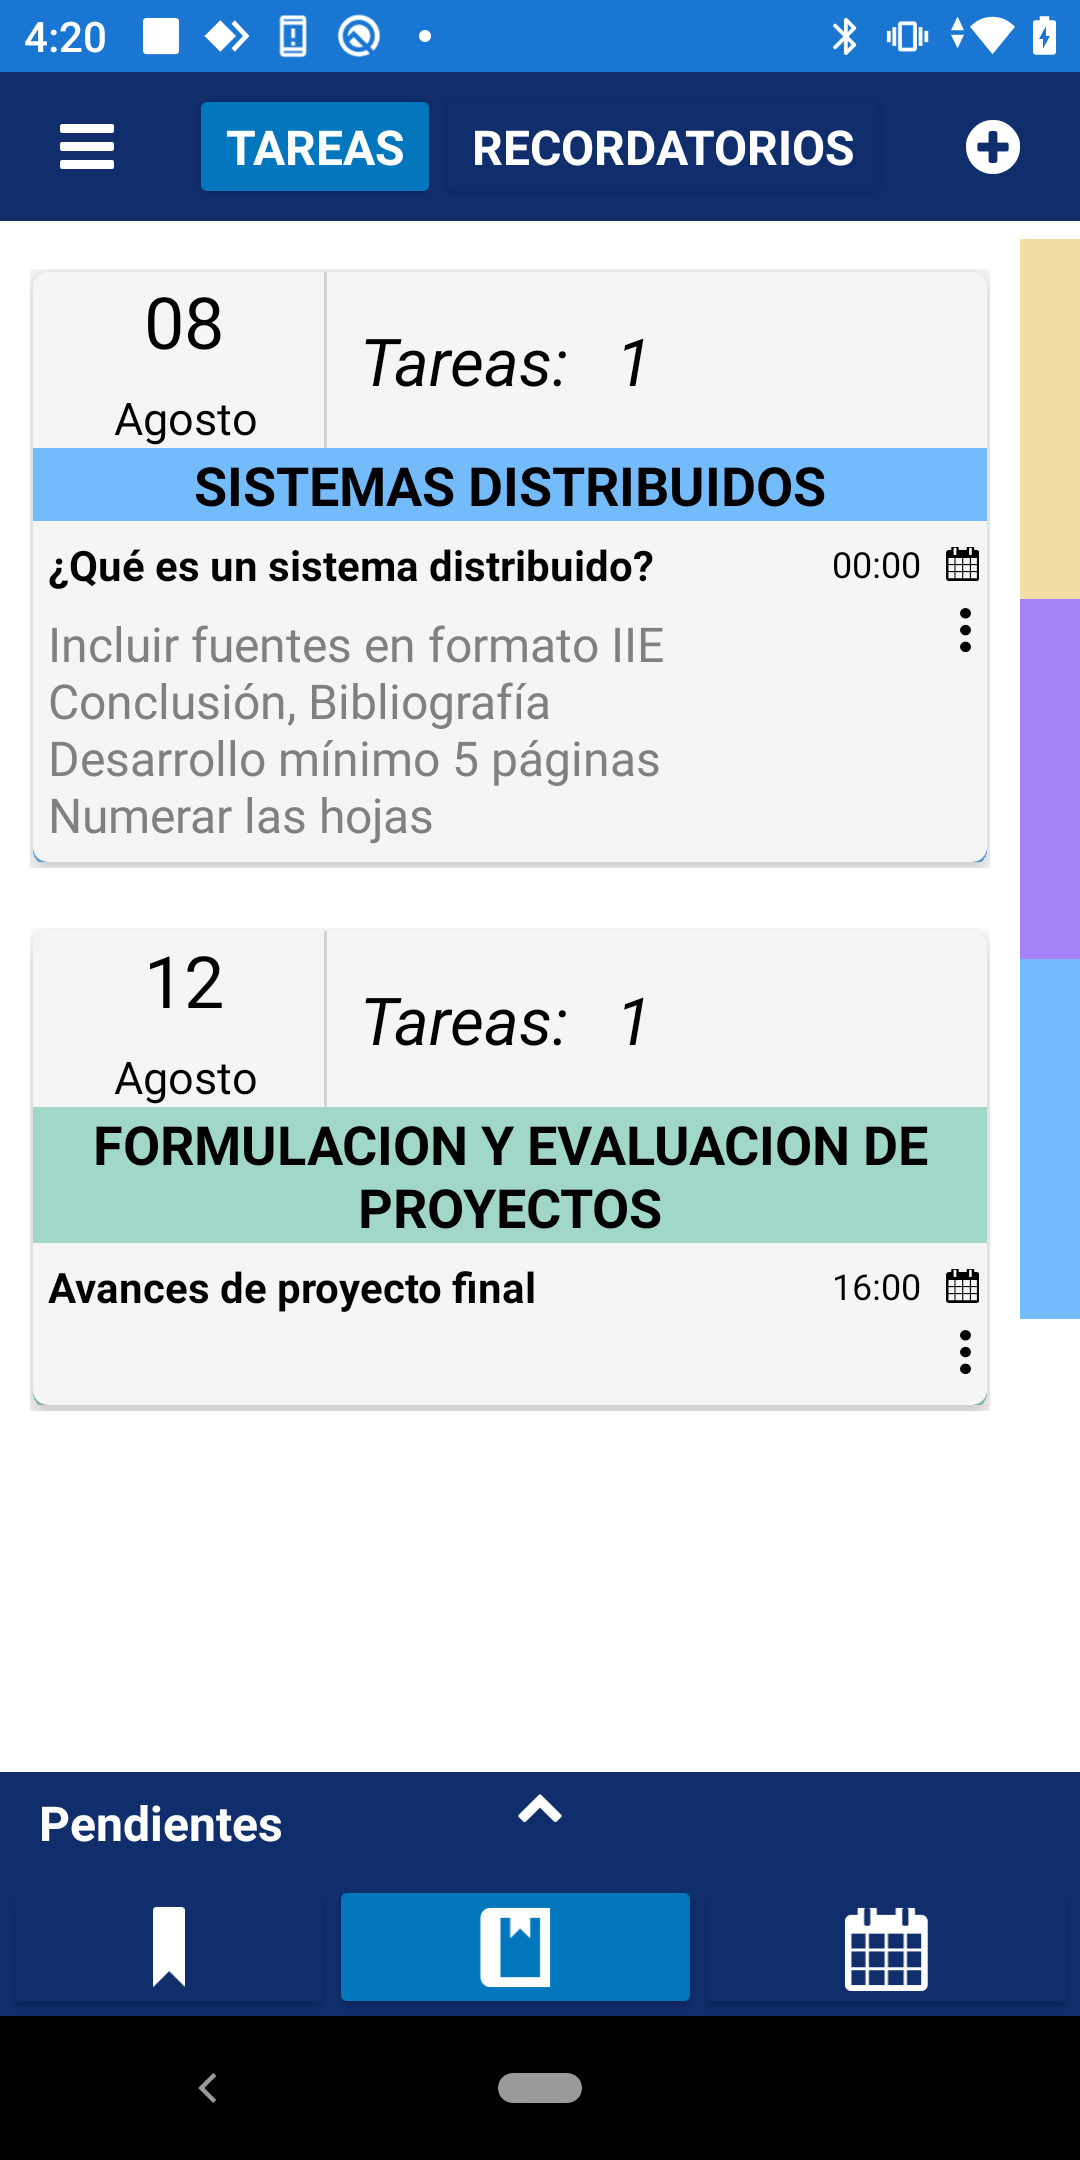 4:20
TAREAS RECORDATORIOS
08
Agosto
Tareas: 1
SISTEMAS DISTRIBUIDOS
¿Qué es un sistema distribuido? 00:00
Incluir fuentes en formato IIE
Conclusión, Bibliografía
Desarrollo mínimo 5 páginas
Numerar las hojas
12
Agosto
Tareas: 1
FORMULACION Y EVALUACION DE
PROYECTOS
Avances de proyecto final 16:00
Pendientes